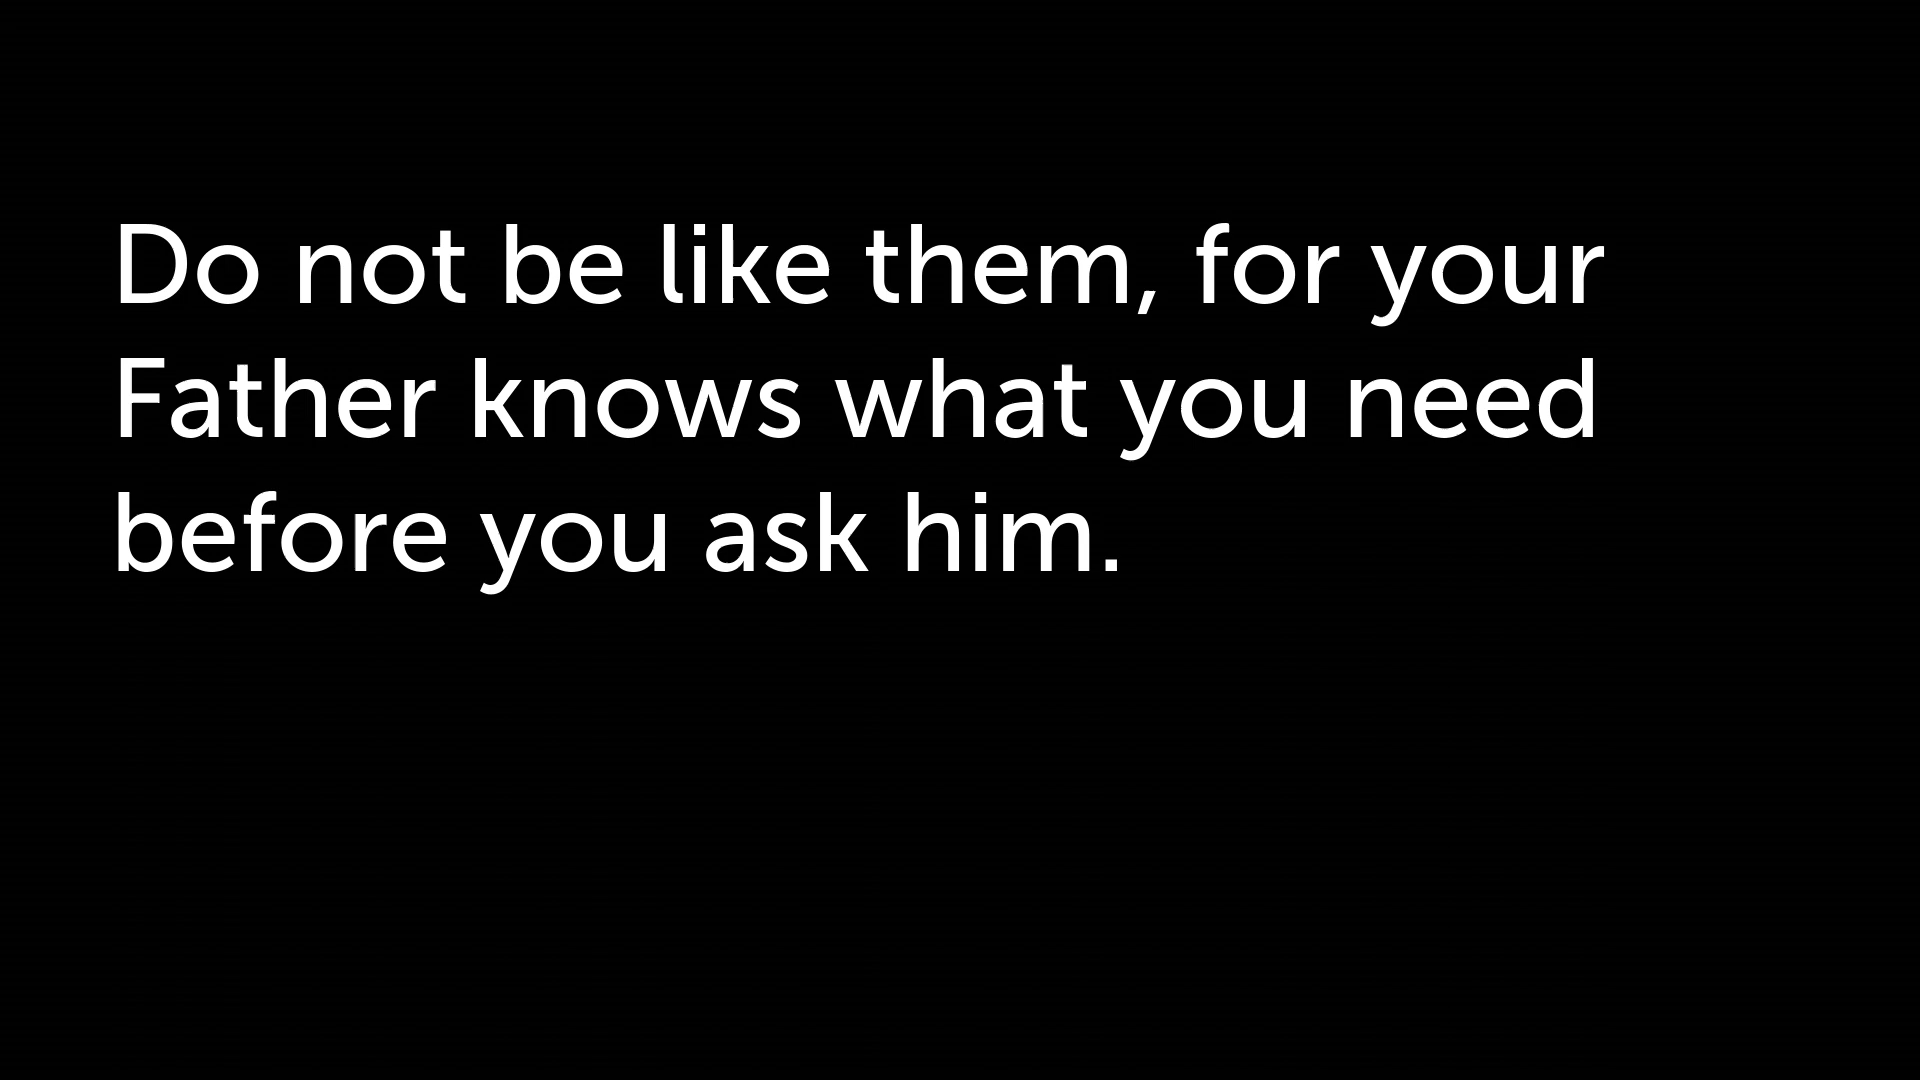 Do not be like them, for your
Father knows what you need
before you ask him.